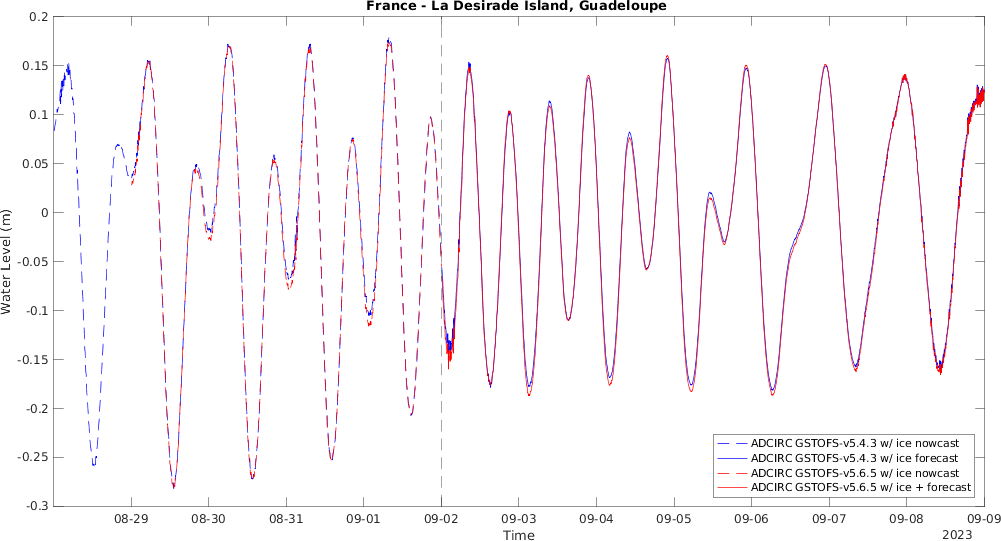 France - La Desirade Island, Guadeloupe
Water Level (m)
0.2
0.15
0.1
0.05
0
-0.05
-0.1
-0.15
-0.2
-0.25
-0.3
ADCIRC GSTOFS-v5.4.3 w/ ice nowcast
ADCIRC GSTOFS-v5.4.3 w/ ice forecast
ADCIRC GSTOFS-v5.6.5 w/ ice nowcast
ADCIRC GSTOFS-v5.6.5 w/ ice + forecast
08-29 08-30 08-31 09-01 09-02 09-03 09-04 09-05 09-06 09-07 09-08 09-09
Time
2023